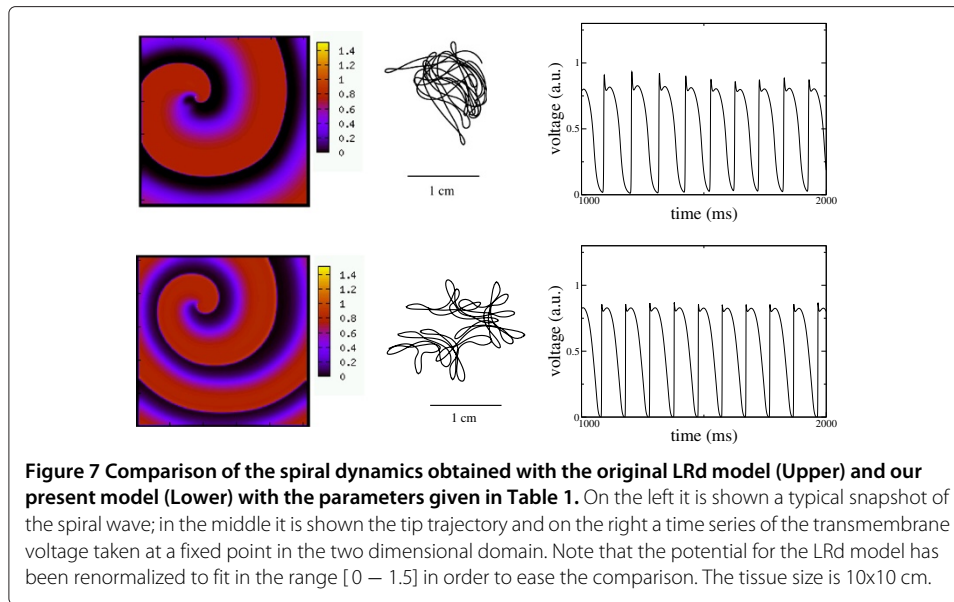 1.4
1.2
1
0.8
0.6
0.4
0.2
0
1 cm
voltage (a.u.)
1
0.5
0
1000
2000
time (ms)
1.4
1.2
1
0.8
0.6
0.4
0.2
0
1 cm
voltage (a.u.)
1
0.5
0
1000
2000
time (ms)
Figure 7 Comparison of the spiral dynamics obtained with the original LRd model (Upper) and our
present model (Lower) with the parameters given in Table 1. On the left it is shown a typical snapshot of
the spiral wave; in the middle it is shown the tip trajectory and on the right a time series of the transmembrane
voltage taken at a fixed point in the two dimensional domain. Note that the potential for the LRd model has
been renormalized to fit in the range [ 0 − 1.5] in order to ease the comparison. The tissue size is 10x10 cm.